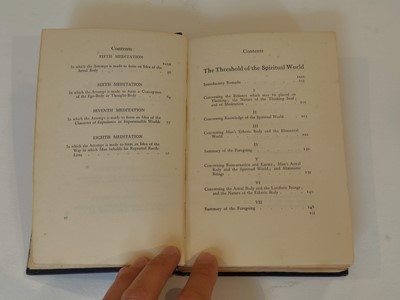 Contents
FIFTH MEDITATION
In which the Attempt is made to form an Idea of the
Astral Body
SIXTH MEDITATION
In which the Attempt is made to form a Conception
of the Ego-Body or Thought-Body
SEVENTH MEDITATION
In which the Attempt is made to form an Idea of the
Character of Experience in Supersensible Worlds
EIGHTH MEDITATION
In which the Attempt is made to form an Idea of the
Way in which Man beholds his Repeated Earth-
Lives
Contents
The Threshold of the Spiritual World
Introductory Remarks
I
Concerning the Reliance which may be placed on
Thinking; the Nature of the Thinking Soul;
and of Meditation
II
Concerning Knowledge of the Spiritual World
III
Concerning Man's Etheric Body and the Elemental
World
IV
Summary of the Foregoing
V
Concerning Reincarnation and Karma; Man's Astral
Body and the Spiritual World; and Ahrimanic
Beings
VI
Concerning the Astral Body and the Luciferic Beings;
and the Nature of the Etheric Body
VII
Summary of the Foregoing